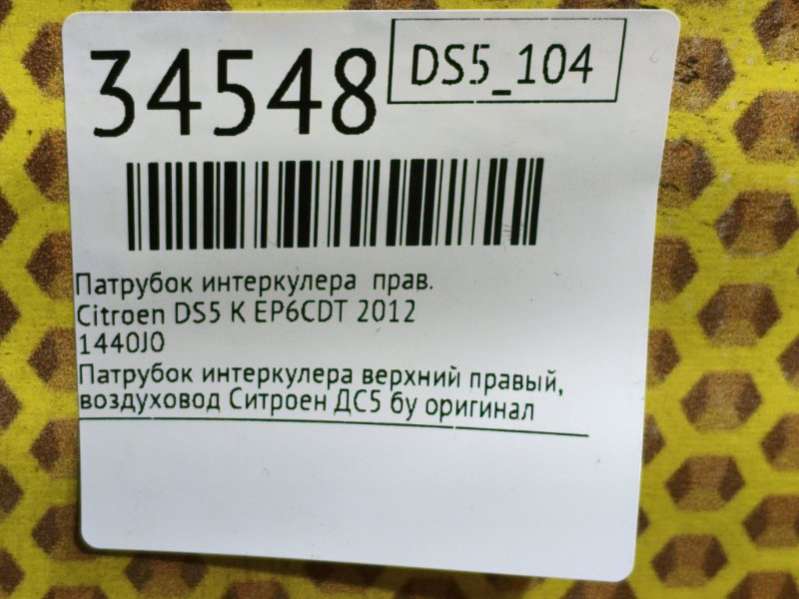 34548
DS5_104
Патрубок интеркулера прав.
Citroen DS5 K EP6CDT 2012
1440J0
Патрубок интеркулера верхний правый,
воздуховод Ситроен ДС5 бу оригинал